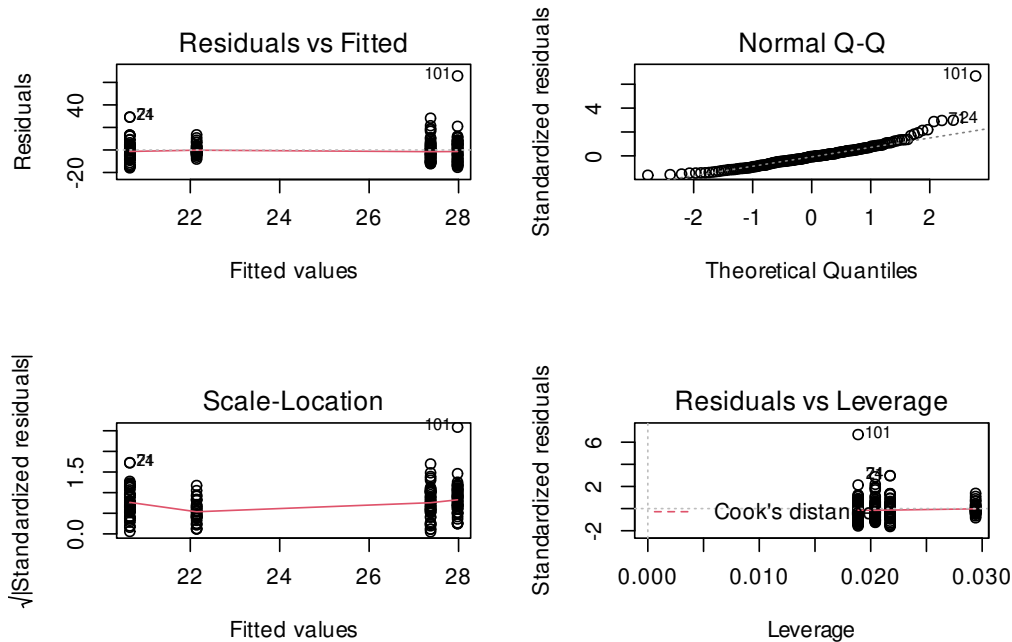 Residuals vs Fitted
Residuals
40
-20
101
24
22 24 26 28
Fitted values
Normal Q-Q
Standardized residuals
4
0
101
24
-2 -1 0 1 2
Theoretical Quantiles
Scale-Location
√|Standardized residuals|
1.5
0.0
101
22 24 26 28
Fitted values
Residuals vs Leverage
Standardized residuals
6
2
-2
101
Cook's distan
0.000 0.010 0.020 0.030
Leverage